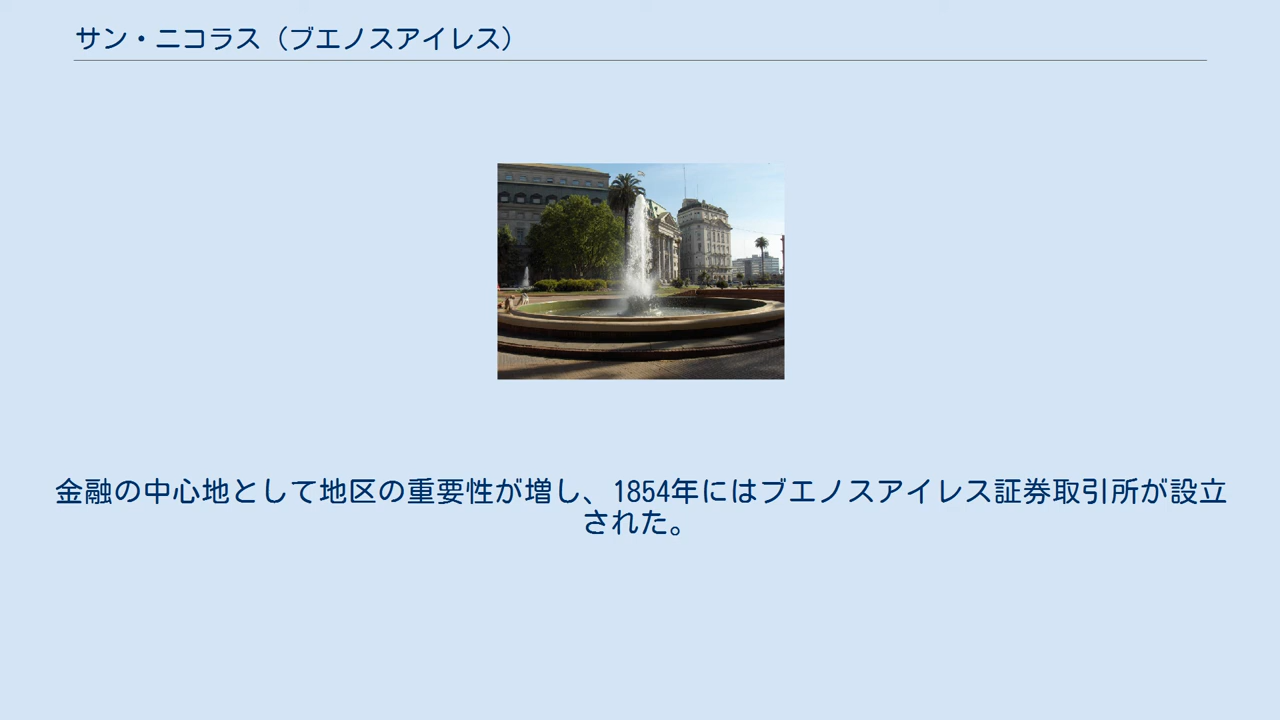 サン・ニコラス（ブエノスアイレス）
金融の中心地として地区の重要性が増し、1854年にはブエノスアイレス証券取引所が設立
された。